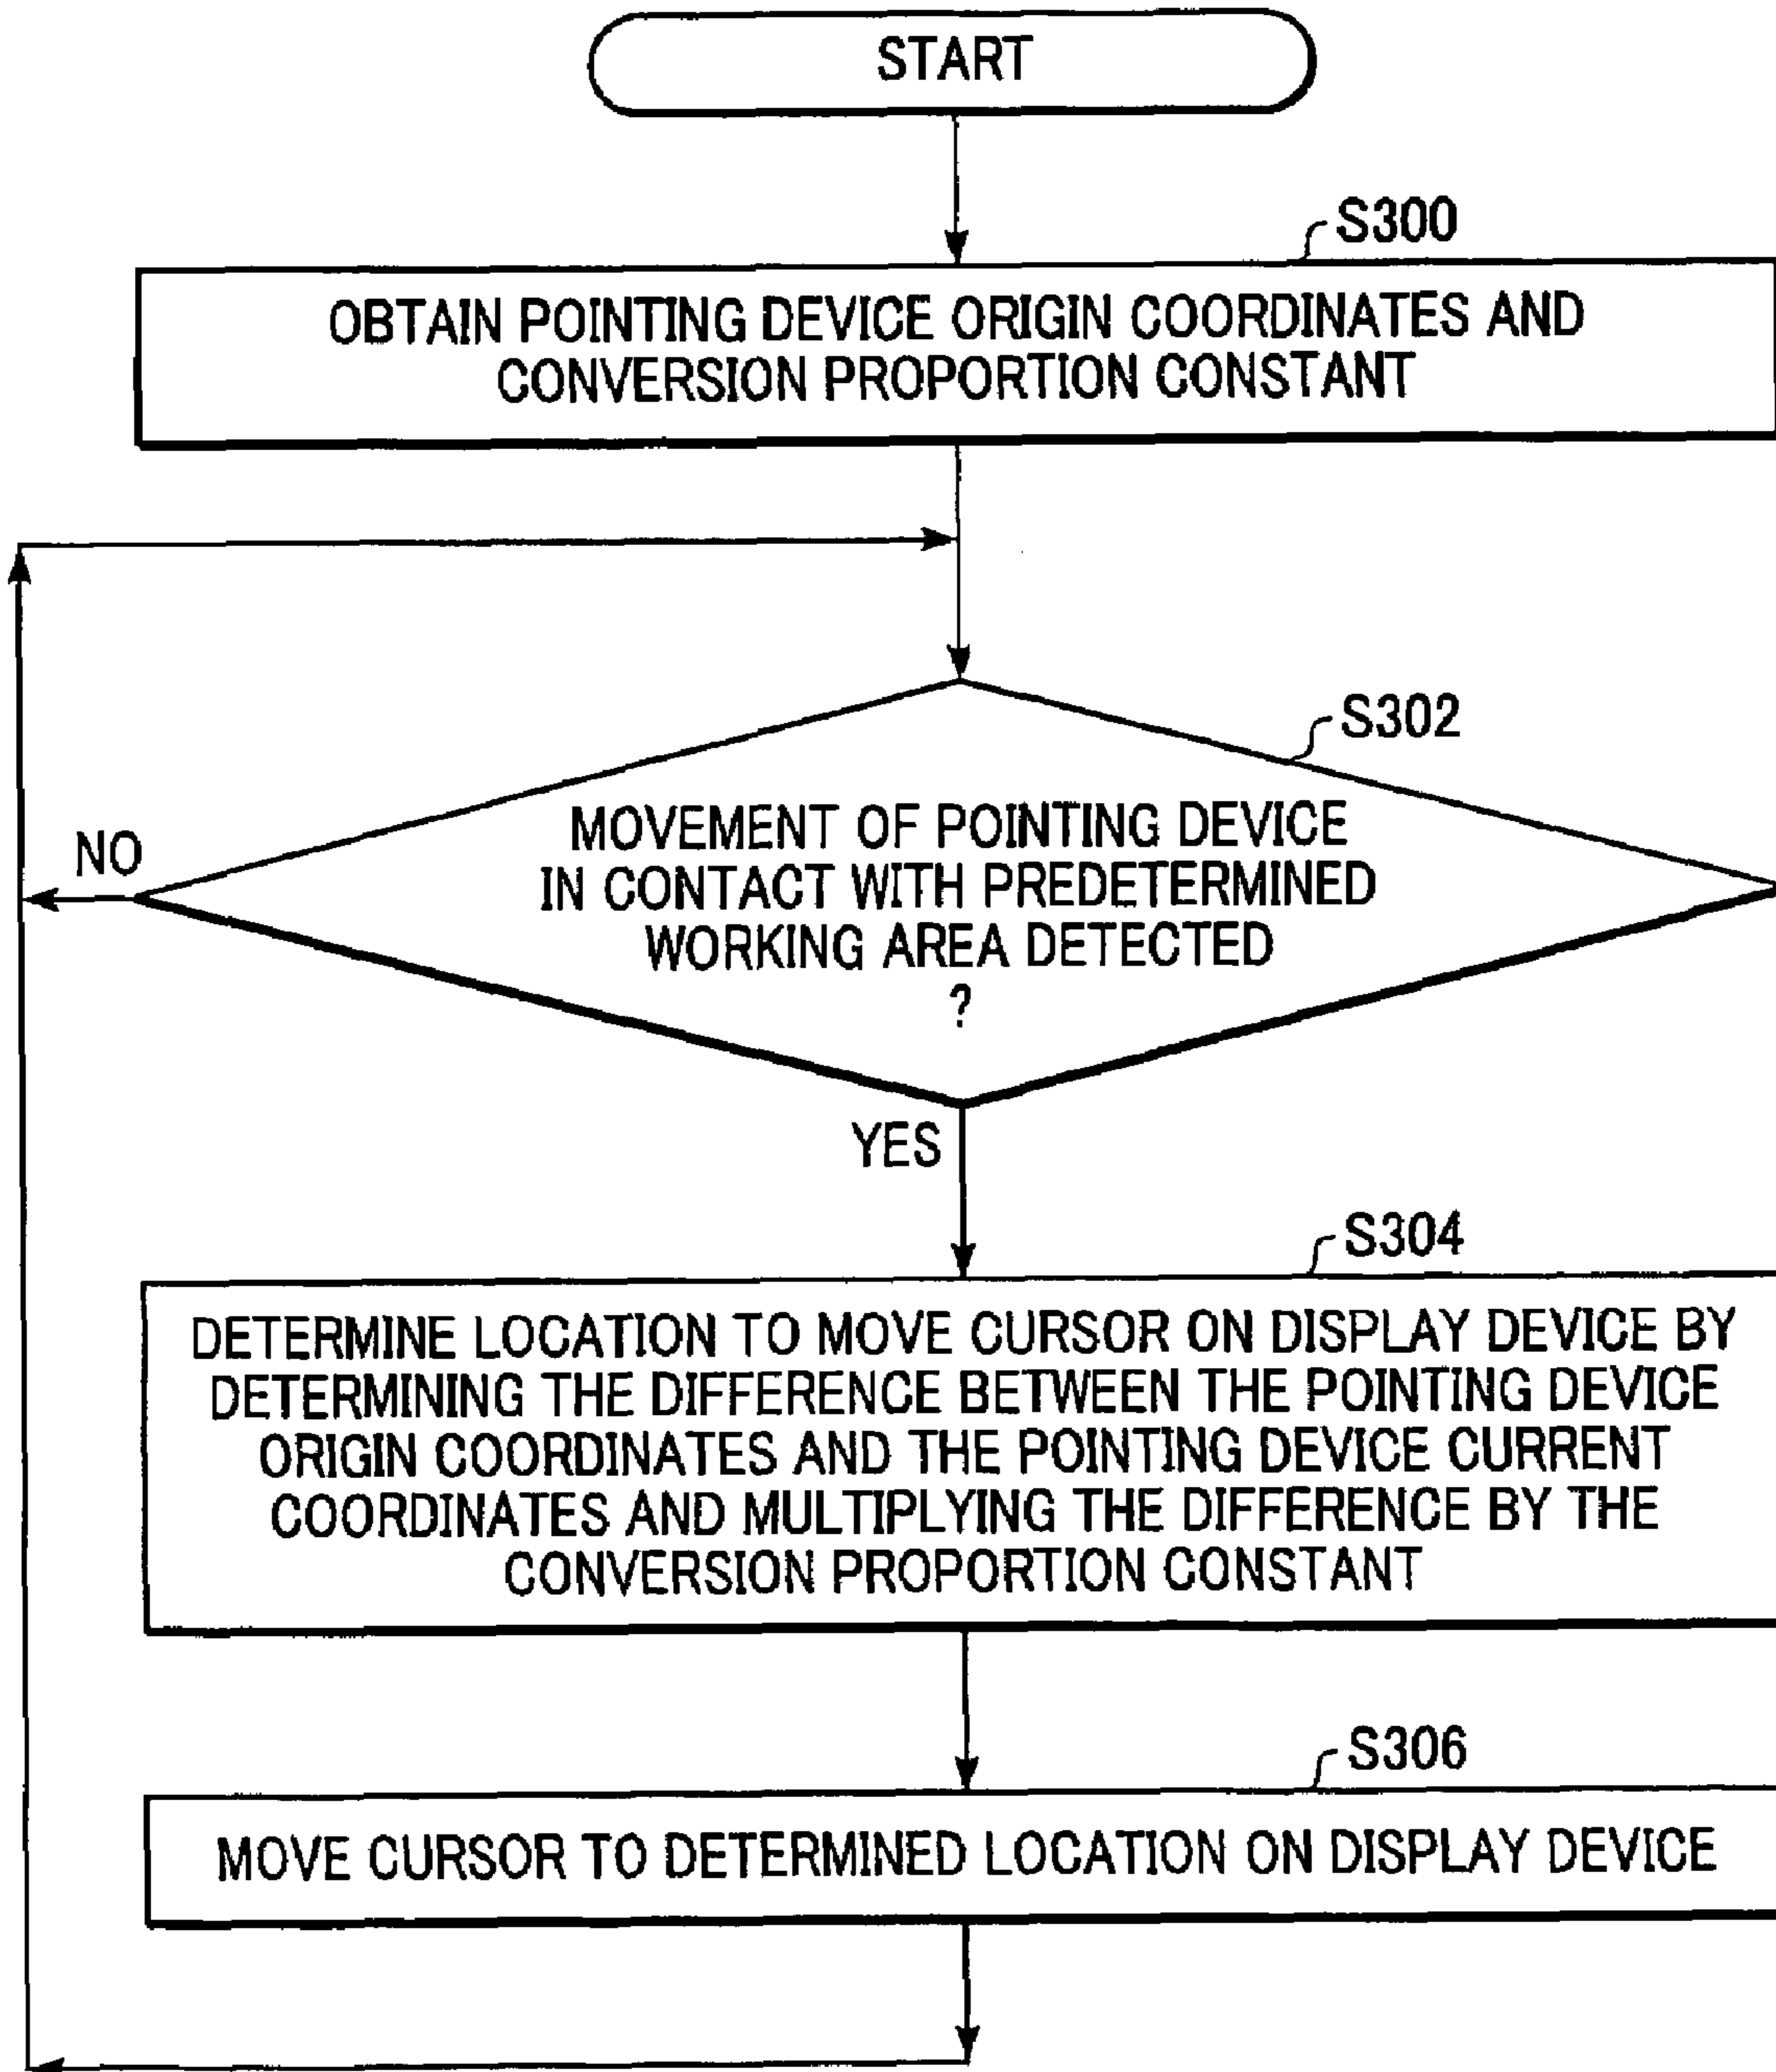 START
S300
OBTAIN POINTING DEVICE ORIGIN COORDINATES AND
CONVERSION PROPORTION CONSTANT
S302
MOVEMENT OF POINTING DEVICE
IN CONTACT WITH PREDETERMINED
WORKING AREA DETECTED
?
NO
YES
S304
DETERMINE LOCATION TO MOVE CURSOR ON DISPLAY DEVICE BY
DETERMINING THE DIFFERENCE BETWEEN THE POINTING DEVICE
ORIGIN COORDINATES AND THE POINTING DEVICE CURRENT
COORDINATES AND MULTIPLYING THE DIFFERENCE BY THE
CONVERSION PROPORTION CONSTANT
S306
MOVE CURSOR TO DETERMINED LOCATION ON DISPLAY DEVICE